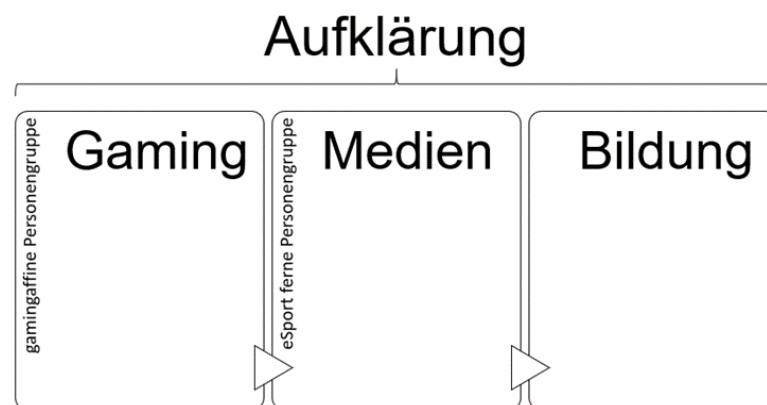 Aufklärung
gamingaffine Personengruppe
Gaming
eSport ferne Personengruppe
Medien
Bildung